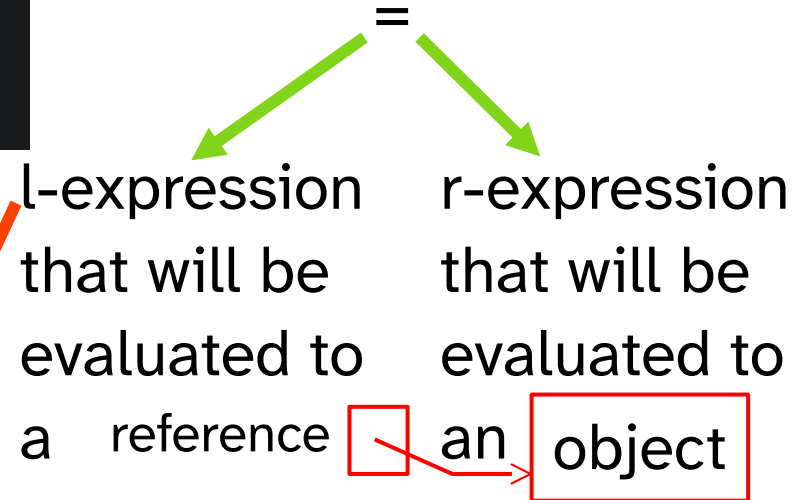 =
l-expression
that will be
evaluated to
a reference
r-expression
that will be
evaluated to
an object